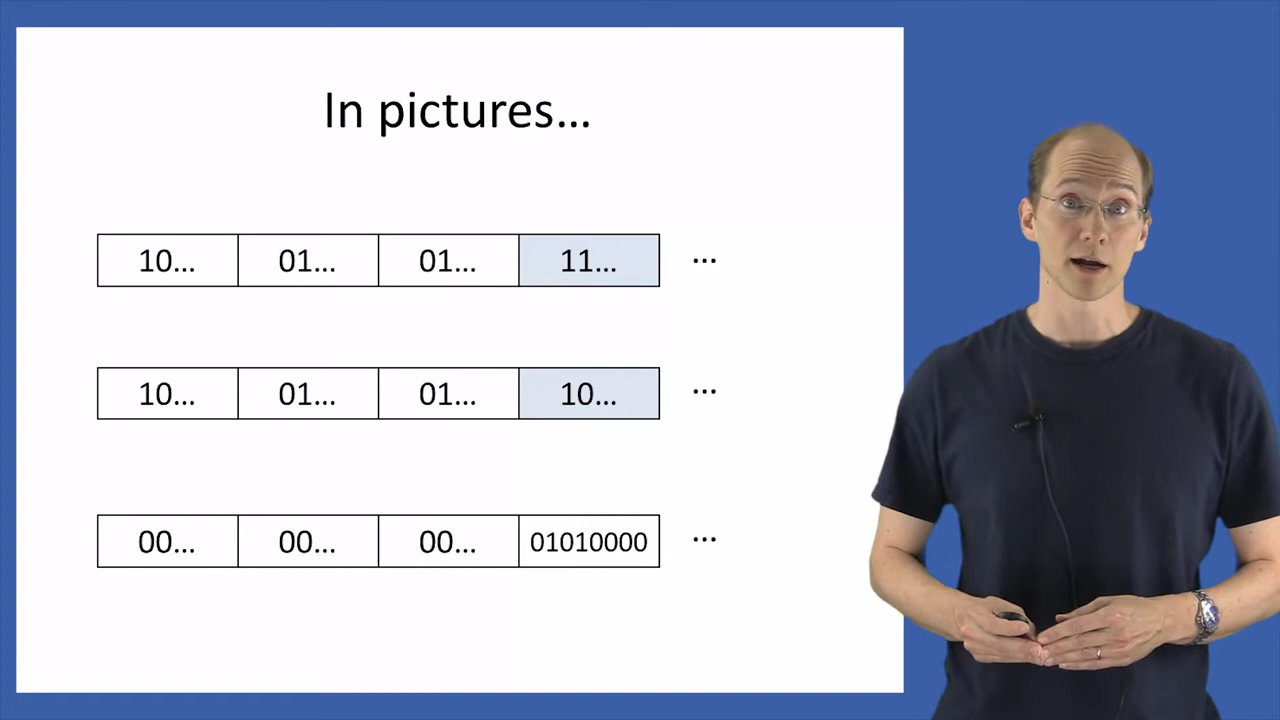 In pictures…
10… 01… 01… 11… …
10… 01… 01… 10… …
00… 00… 00… 01010000 …